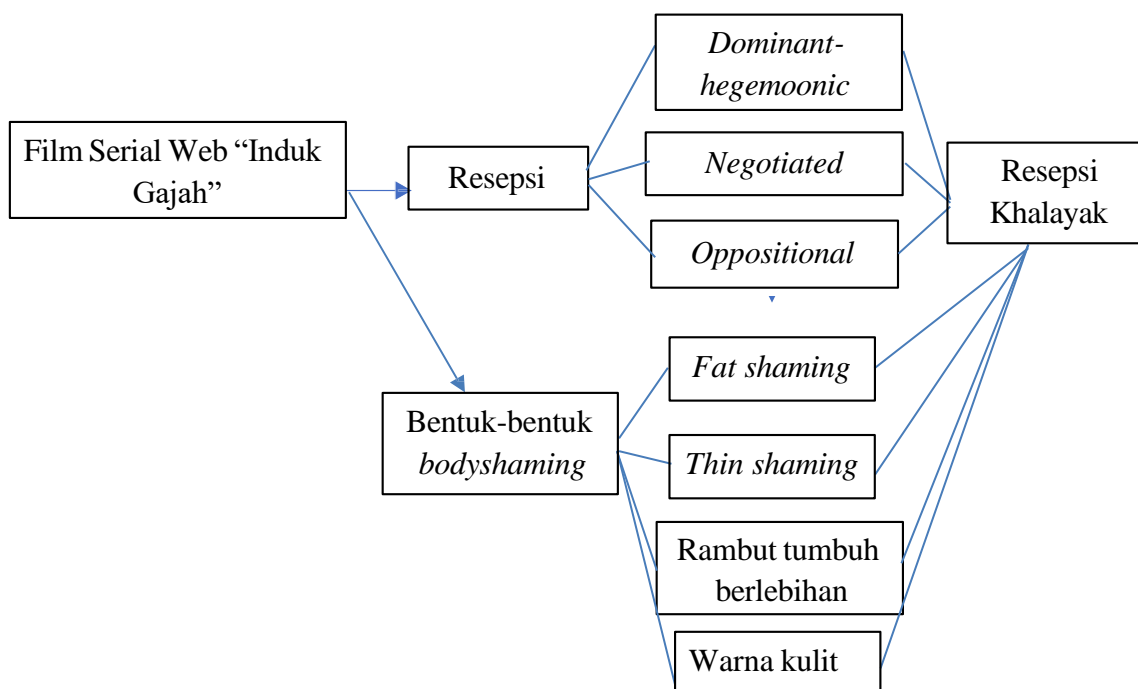 Film Serial Web “Induk
Gajah”
Resepsi
Dominant-
hegemoonic
Negotiated
Oppositional
Resepsi
Khalayak
Bentuk-bentuk
bodyshaming
Fat shaming
Thin shaming
Rambut tumbuh
berlebihan
Warna kulit